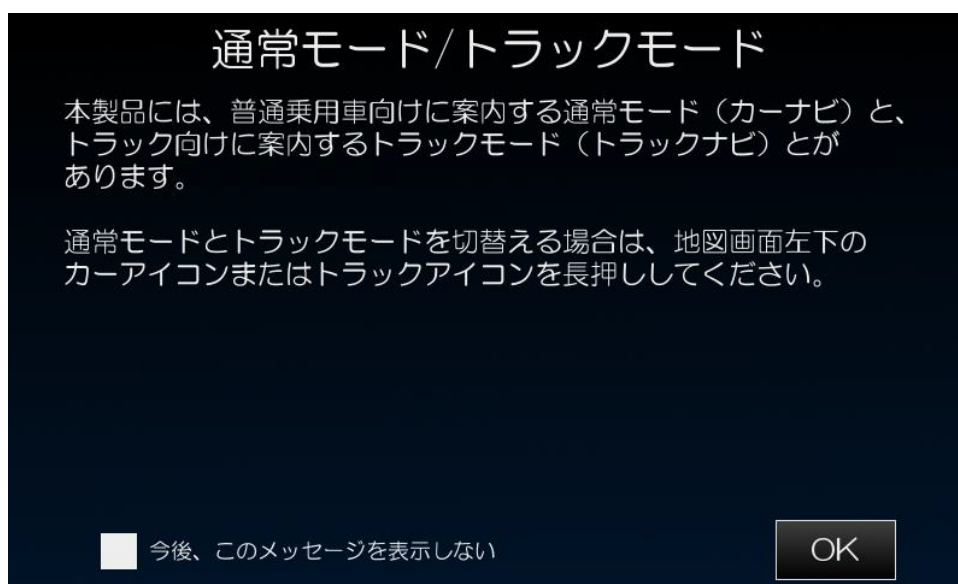 通常モード/トラックモード
本製品には、普通乗用車向けに案内する通常モード（カーナビ）と、
トラック向けに案内するトラックモード（トラックナビ）とが
あります。
通常モードとトラックモードを切替える場合は、地図画面左下の
カーアイコンまたはトラックアイコンを長押ししてください。
今後、このメッセージを表示しない
OK